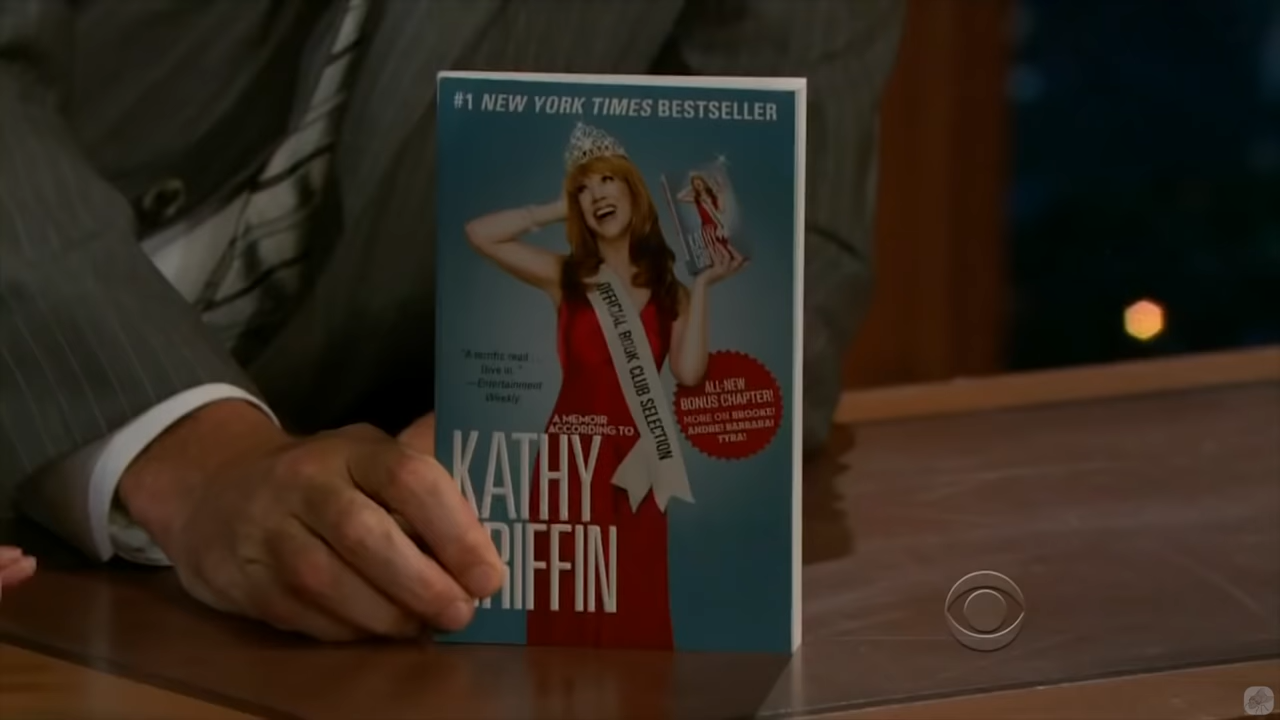 #1 NEW YORK TIMES BESTSELLER
OFFICIAL BOOK CLUB SELECTION
"A terrific read . . .
Dive in."
—Entertainment
Weekly
ALL-NEW
BONUS CHAPTER!
MORE ON BROOKE!
ANDRE! BARBARA!
TYRA!
A MEMOIR
ACCORDING TO
KATHY
RIFFIN